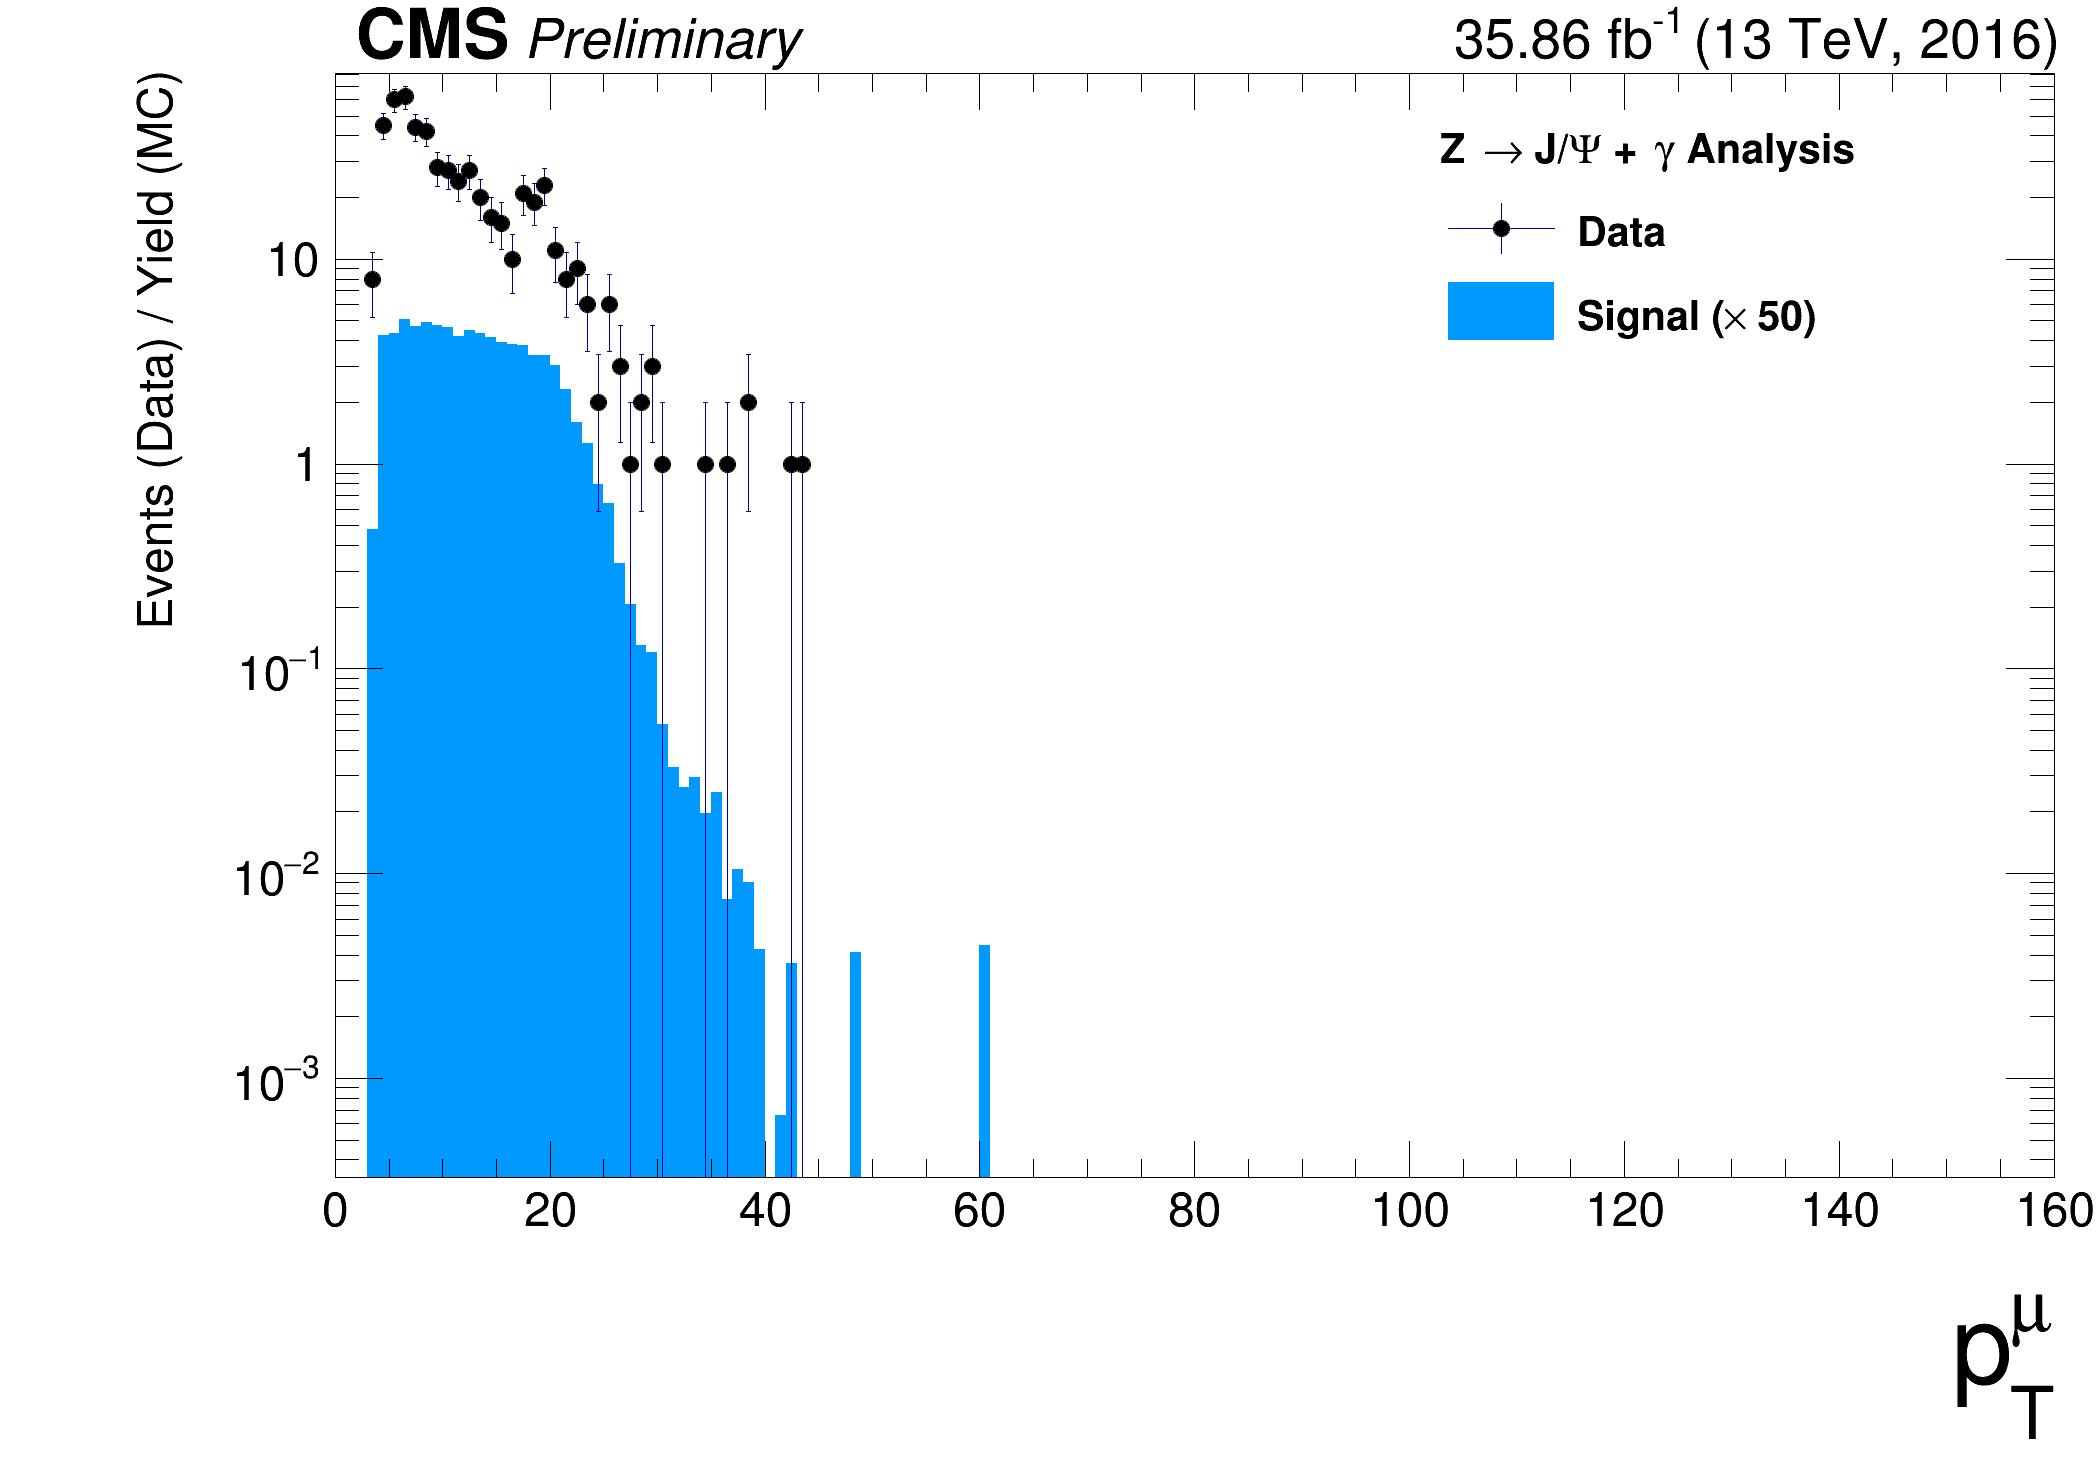 CMS Preliminary
35.86 fb⁻¹ (13 TeV, 2016)
Events (Data) / Yield (MC)
Z → J/Ψ + γ Analysis
Data
Signal (× 50)
10
1
10⁻¹
10⁻²
10⁻³
0 20 40 60 80 100 120 140 160
p_T^μ